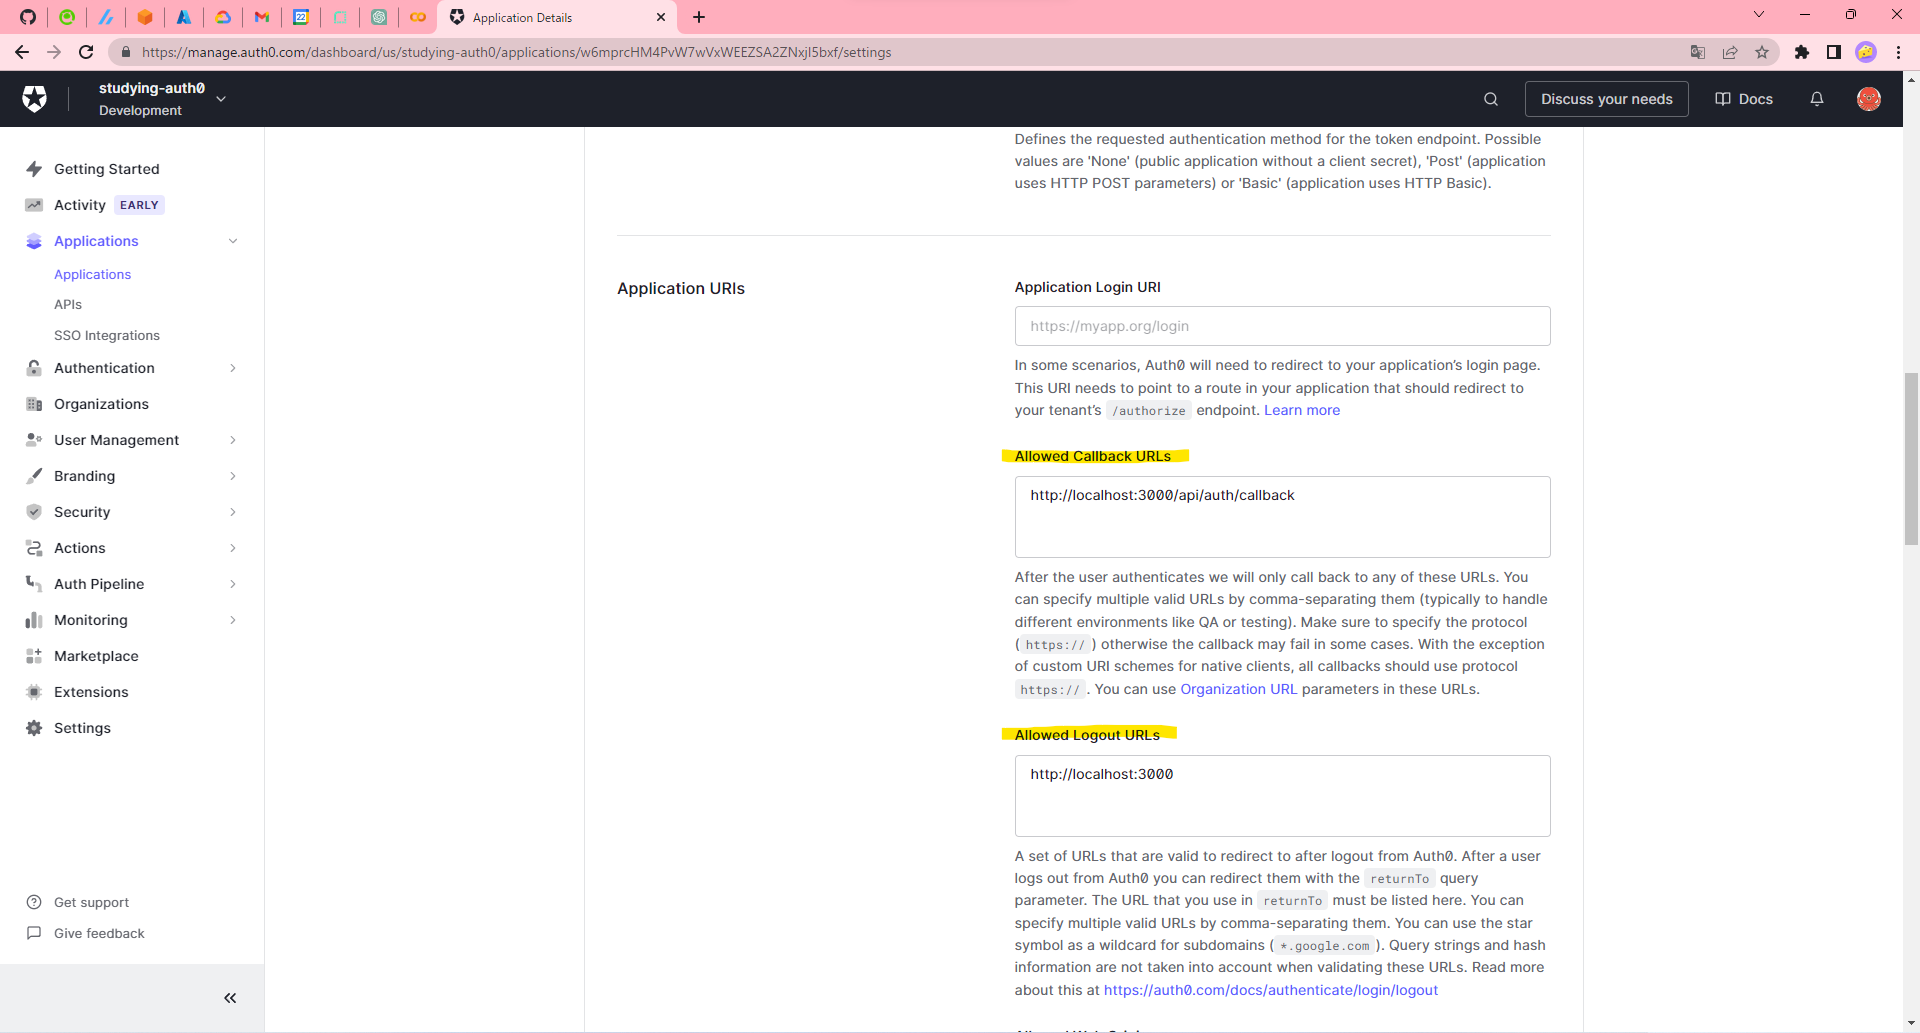 Application Details
https://manage.auth0.com/dashboard/us/studying-auth0/applications/w6mprcHM4PvW7wVxWEEZSA2ZNxjI5bxf/settings
studying-auth0
Development
Discuss your needs
Docs
Getting Started
Activity EARLY
Applications
Applications
APIs
SSO Integrations
Authentication
Organizations
User Management
Branding
Security
Actions
Auth Pipeline
Monitoring
Marketplace
Extensions
Settings
Get support
Give feedback
Defines the requested authentication method for the token endpoint. Possible
values are 'None' (public application without a client secret), 'Post' (application
uses HTTP POST parameters) or 'Basic' (application uses HTTP Basic).
Application URIs
Application Login URI
https://myapp.org/login
In some scenarios, Auth0 will need to redirect to your application’s login page.
This URI needs to point to a route in your application that should redirect to
your tenant’s /authorize endpoint. Learn more
Allowed Callback URLs
http://localhost:3000/api/auth/callback
After the user authenticates we will only call back to any of these URLs. You
can specify multiple valid URLs by comma-separating them (typically to handle
different environments like QA or testing). Make sure to specify the protocol
( https:// ) otherwise the callback may fail in some cases. With the exception
of custom URI schemes for native clients, all callbacks should use protocol
https:// . You can use Organization URL parameters in these URLs.
Allowed Logout URLs
http://localhost:3000
A set of URLs that are valid to redirect to after logout from Auth0. After a user
logs out from Auth0 you can redirect them with the returnTo query
parameter. The URL that you use in returnTo must be listed here. You can
specify multiple valid URLs by comma-separating them. You can use the star
symbol as a wildcard for subdomains ( *.google.com ). Query strings and hash
information are not taken into account when validating these URLs. Read more
about this at https://auth0.com/docs/authenticate/login/logout